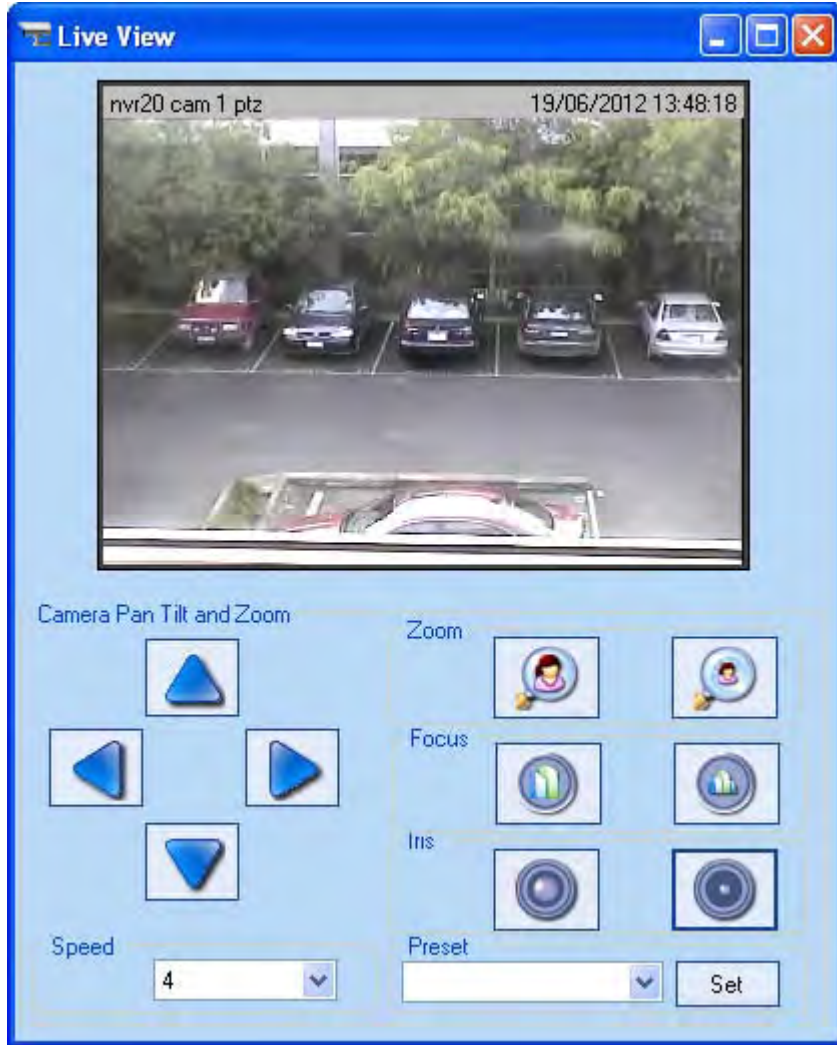 Live View
nvr20 cam 1 ptz 19/06/2012 13:48:18
Camera Pan Tilt and Zoom
Zoom
Focus
Iris
Speed
4
Preset
Set